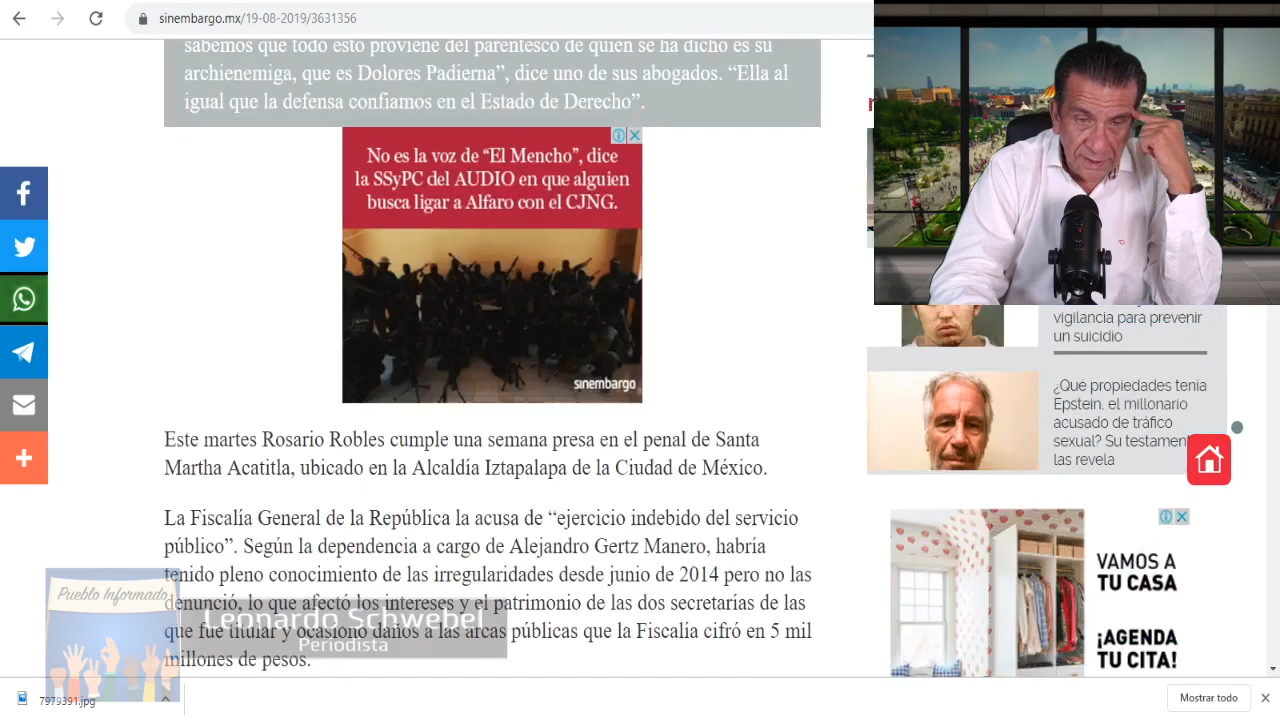 sinembargo.mx/19-08-2019/3631356
sabemos que todo esto proviene del parentesco de quien se ha dicho es su
archienemiga, que es Dolores Padierna”, dice uno de sus abogados. “Ella al
igual que la defensa confiamos en el Estado de Derecho”.
No es la voz de “El Mencho”, dice
la SSyPC del AUDIO en que alguien
busca ligar a Alfaro con el CJNG.
sinembargo
Este martes Rosario Robles cumple una semana presa en el penal de Santa
Martha Acatitla, ubicado en la Alcaldía Iztapalapa de la Ciudad de México.
La Fiscalía General de la República la acusa de “ejercicio indebido del servicio
público”. Según la dependencia a cargo de Alejandro Gertz Manero, habría
tenido pleno conocimiento de las irregularidades desde junio de 2014 pero no las
denunció, lo que afectó los intereses y el patrimonio de las dos secretarías de las
que fue titular y ocasionó daños a las arcas públicas que la Fiscalía cifró en 5 mil
millones de pesos.
Pueblo Informado
Leonardo Schwebel
Periodista
vigilancia para prevenir
un suicidio
¿Qué propiedades tenía
Epstein, el millonario
acusado de tráfico
sexual? Su testamento
las revela
VAMOS A
TU CASA
¡AGENDA
TU CITA!
7979391.jpg
Mostrar todo